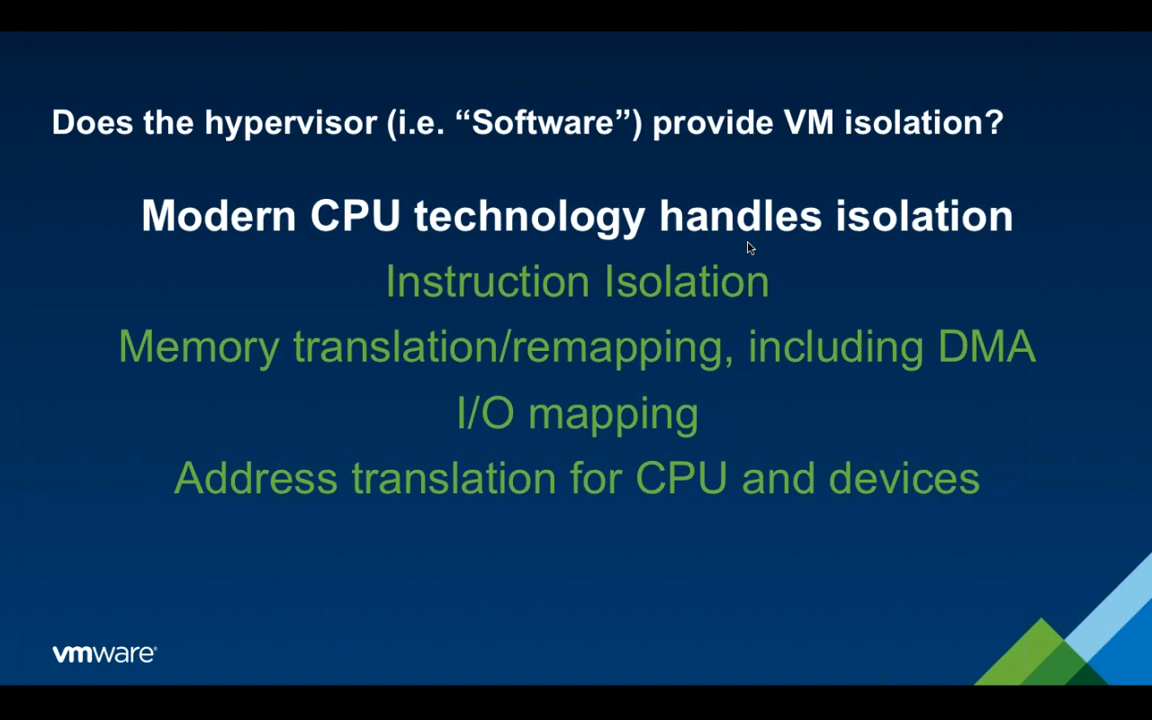 Does the hypervisor (i.e. “Software”) provide VM isolation?
Modern CPU technology handles isolation
Instruction Isolation
Memory translation/remapping, including DMA
I/O mapping
Address translation for CPU and devices
vmware®